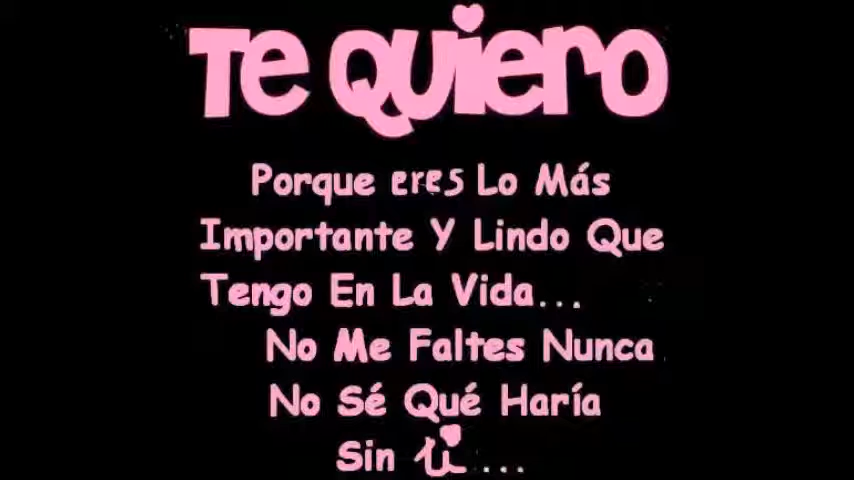 Te Quiero
Porque eres Lo Más
Importante Y Lindo Que
Tengo En La Vida...
No Me Faltes Nunca
No Sé Qué Haría
Sin ti...